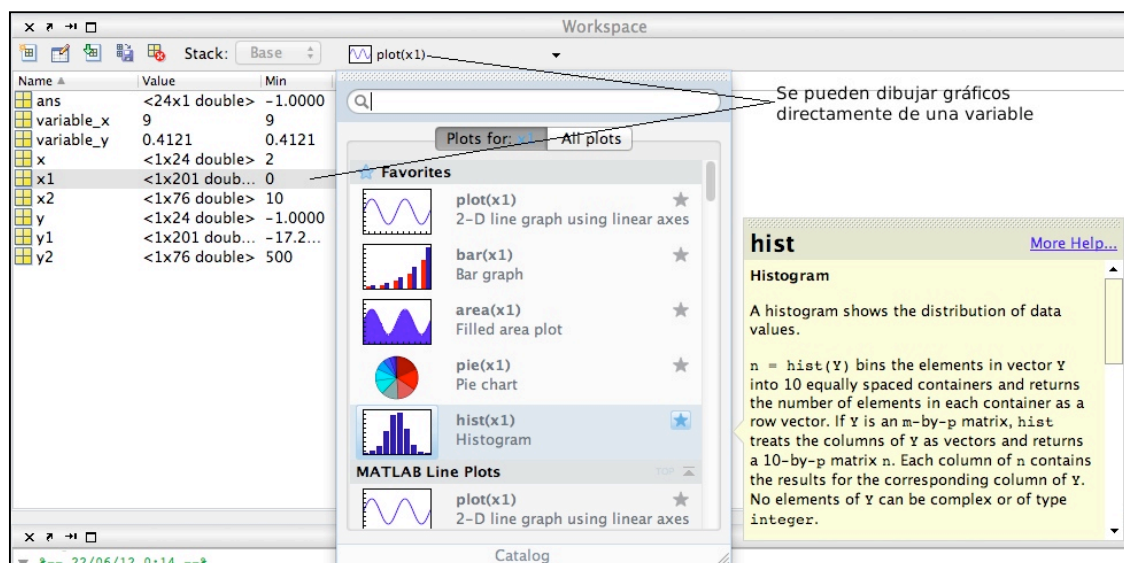 Workspace
Stack: Base
plot(x1)
Name Value Min
ans <24x1 double> -1.0000
variable_x 9 9
variable_y 0.4121 0.4121
x <1x24 double> 2
x1 <1x201 doub... 0
x2 <1x76 double> 10
y <1x24 double> -1.0000
y1 <1x201 doub... -17.2...
y2 <1x76 double> 500
Plots for: x1 All plots
Favorites
plot(x1)
2-D line graph using linear axes
bar(x1)
Bar graph
area(x1)
Filled area plot
pie(x1)
Pie chart
hist(x1)
Histogram
MATLAB Line Plots TOP
plot(x1)
2-D line graph using linear axes
Catalog
Se pueden dibujar gráficos
directamente de una variable
hist More Help...
Histogram
A histogram shows the distribution of data
values.
n = hist(Y) bins the elements in vector Y
into 10 equally spaced containers and returns
the number of elements in each container as a
row vector. If Y is an m-by-p matrix, hist
treats the columns of Y as vectors and returns
a 10-by-p matrix n. Each column of n contains
the results for the corresponding column of Y.
No elements of Y can be complex or of type
integer.
%-- 22/06/12 0:14 --%